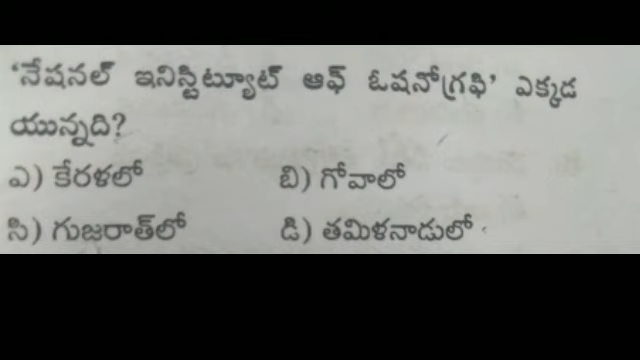 ‘నేషనల్ ఇనిస్టిట్యూట్ ఆఫ్ ఓషనోగ్రఫి’ ఎక్కడ
యున్నది?
ఎ) కేరళలో బి) గోవాలో
సి) గుజరాత్‌లో డి) తమిళనాడులో